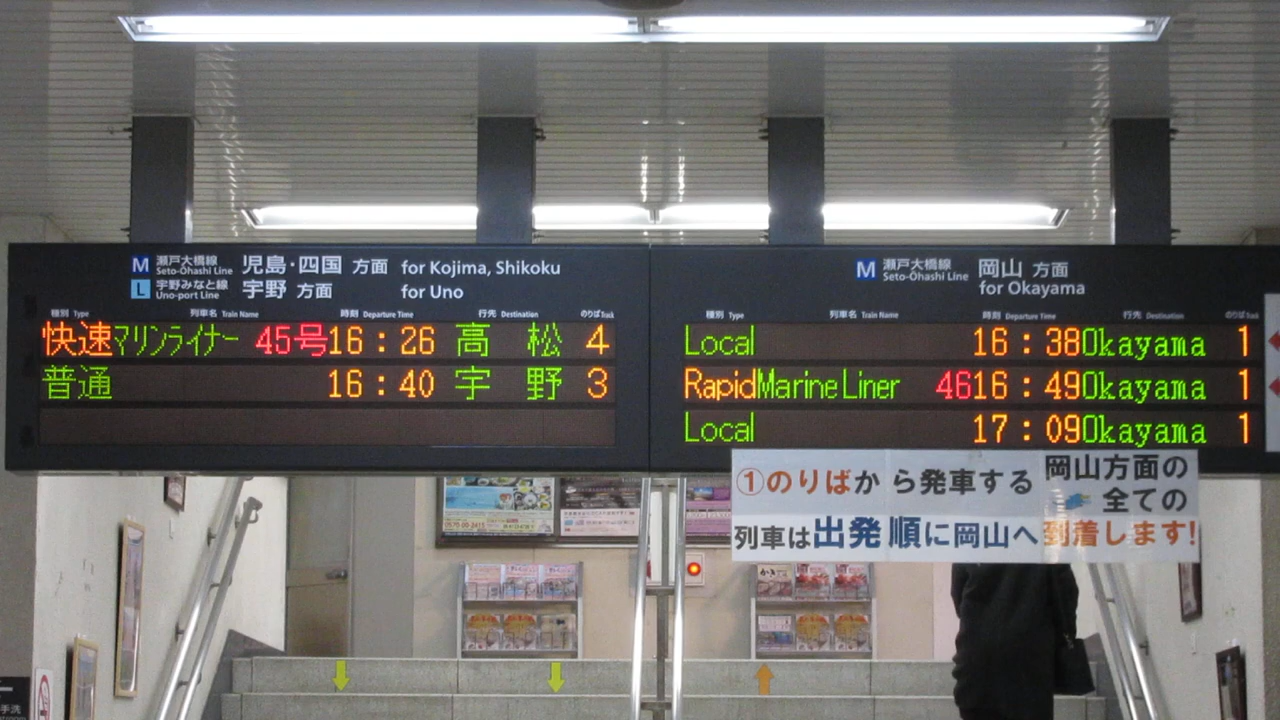 M 瀬戸大橋線 児島・四国 方面 for Kojima, Shikoku
Seto-Ōhashi Line
L 宇野みなと線 宇野 方面 for Uno
Uno-port Line
種別 Type 列車名 Train Name 時刻 Departure Time 行先 Destination のりば Track
快速 マリンライナー 45号 16:26 高松 4
普通 16:40 宇野 3
M 瀬戸大橋線 岡山 方面
Seto-Ōhashi Line for Okayama
種別 Type 列車名 Train Name 時刻 Departure Time 行先 Destination のりば Track
Local 16:38 Okayama 1
Rapid Marine Liner 46 16:49 Okayama 1
Local 17:09 Okayama 1
①のりばから発車する 岡山方面の
全ての
列車は出発順に岡山へ到着します!
手洗